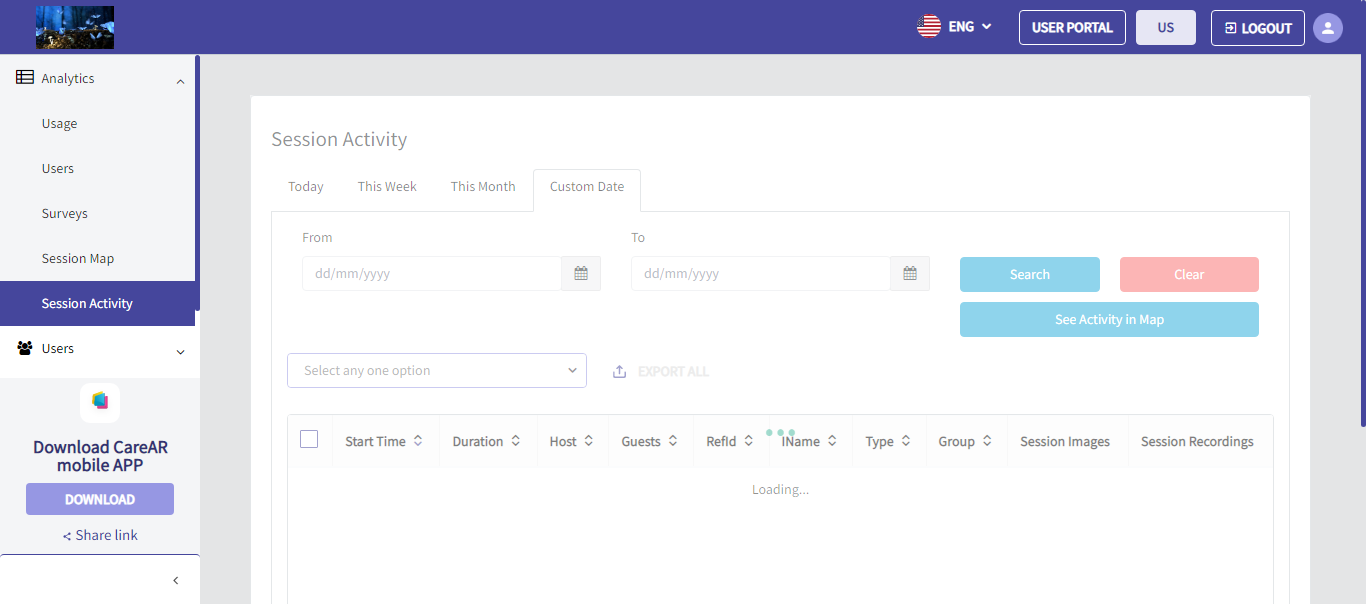 ENG
USER PORTAL
US
LOGOUT
Analytics
Usage
Users
Surveys
Session Map
Session Activity
Users
Download CareAR
mobile APP
DOWNLOAD
Share link
Session Activity
Today This Week This Month Custom Date
From To
dd/mm/yyyy dd/mm/yyyy Search Clear
See Activity in Map
Select any one option EXPORT ALL
Start Time Duration Host Guests RefId IName Type Group Session Images Session Recordings
Loading...